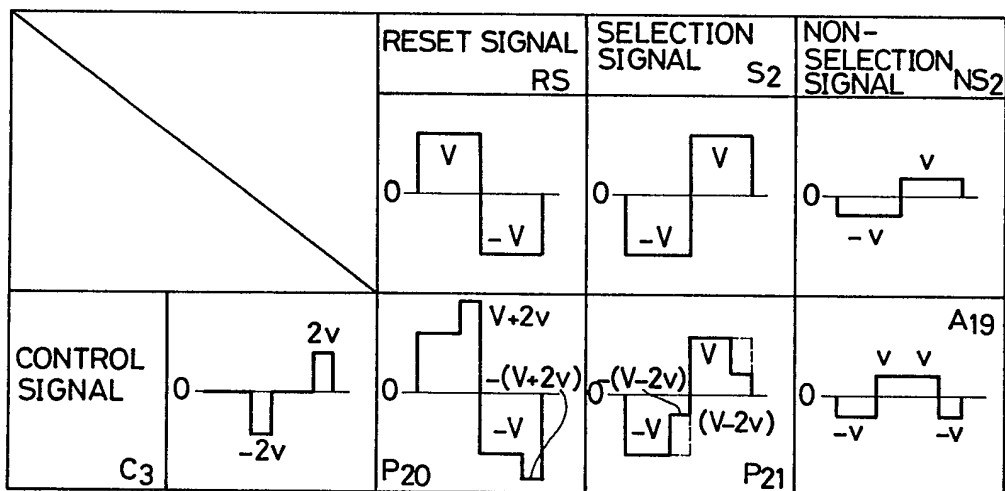 RESET SIGNAL
RS
SELECTION
SIGNAL S2
NON-
SELECTION
SIGNAL NS2
0
V
-V
0
V
-V
0
v
-v
CONTROL
SIGNAL
C3
0
2v
-2v
V+2v
0
-(V+2v)
-V
P20
-(V-2v)
V
0
-V
(V-2v)
P21
A19
v v
0
-v -v